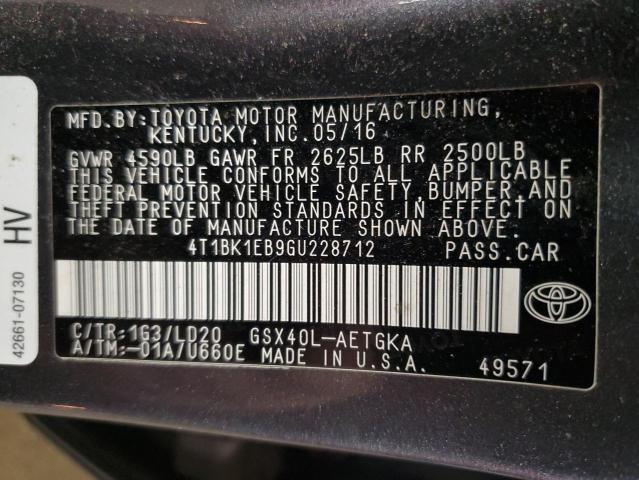 MFD.BY:TOYOTA MOTOR MANUFACTURING,
KENTUCKY, INC.05/16
GVWR 4590LB GAWR FR 2625LB RR 2500LB
THIS VEHICLE CONFORMS TO ALL APPLICABLE
FEDERAL MOTOR VEHICLE SAFETY, BUMPER, AND
THEFT PREVENTION STANDARDS IN EFFECT ON
THE DATE OF MANUFACTURE SHOWN ABOVE.
4T1BK1EB9GU228712 PASS.CAR
C/TR:1G3/LD20 GSX40L-AETGKA
A/TM:-01A/U660E MADE IN U.S.A. 49571
TOYOTA
42661-07130 HV